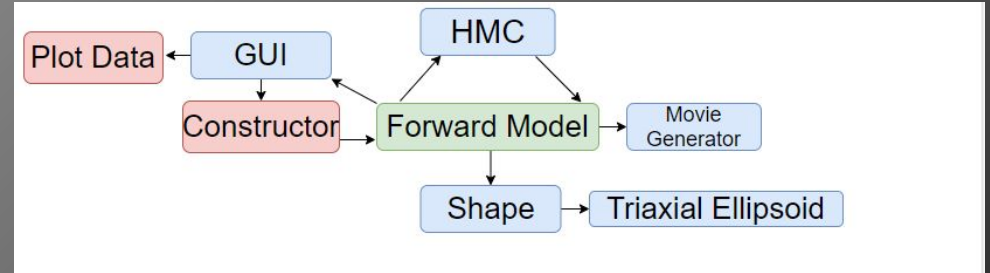 HMC
Plot Data
GUI
Constructor
Forward Model
Movie
Generator
Shape
Triaxial Ellipsoid